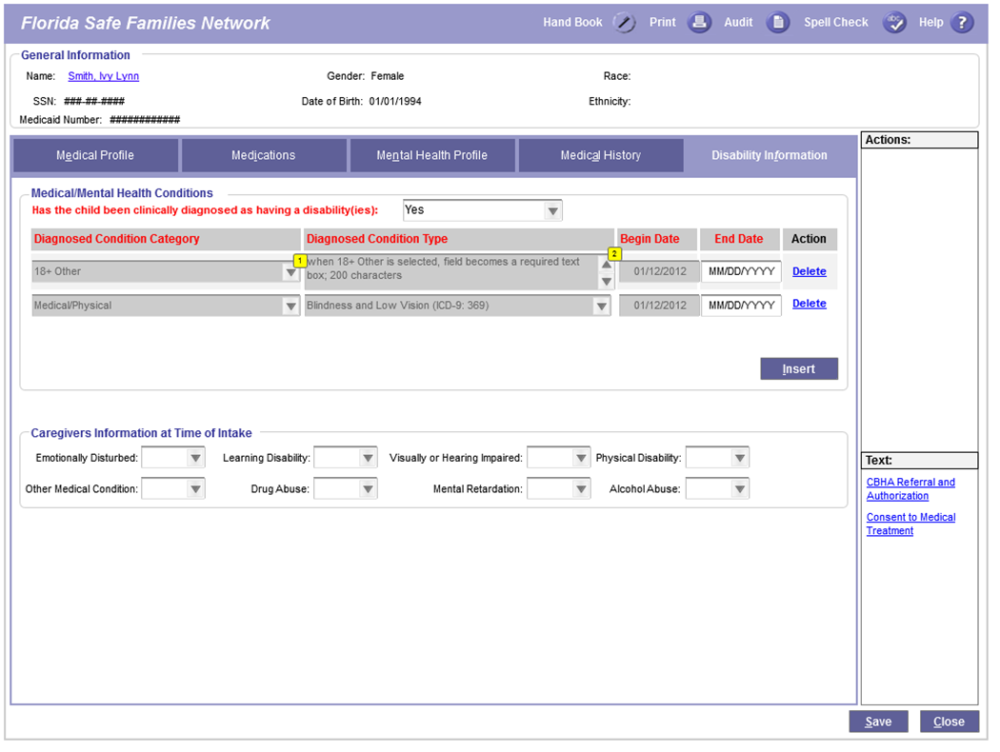 Florida Safe Families Network
Hand Book Print Audit abc Spell Check Help ?
General Information
Name: Smith, Ivy Lynn Gender: Female Race:
SSN: ###-##-#### Date of Birth: 01/01/1994 Ethnicity:
Medicaid Number: ############
Medical Profile Medications Mental Health Profile Medical History Disability Information
Actions:
Medical/Mental Health Conditions
Has the child been clinically diagnosed as having a disability(ies): Yes
Diagnosed Condition Category Diagnosed Condition Type Begin Date End Date Action
1 2
18+ Other when 18+ Other is selected, field becomes a required text 01/12/2012 MM/DD/YYYY Delete
box; 200 characters
Medical/Physical Blindness and Low Vision (ICD-9: 369) 01/12/2012 MM/DD/YYYY Delete
Insert
Caregivers Information at Time of Intake
Emotionally Disturbed: Learning Disability: Visually or Hearing Impaired: Physical Disability:
Other Medical Condition: Drug Abuse: Mental Retardation: Alcohol Abuse:
Text:
CBHA Referral and
Authorization
Consent to Medical
Treatment
Save Close